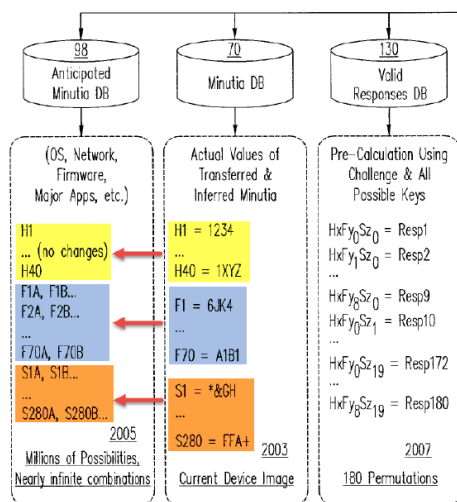 98
Anticipated
Minutia DB
70
Minutia DB
130
Valid
Responses DB
(OS, Network,
Firmware,
Major Apps, etc.)
H1
... (no changes)
H40
F1A, F1B...
F2A, F2B...
...
F70A, F70B
S1A, S1B...
...
S280A, S280B...
2005
Millions of Possibilities,
Nearly infinite combinations
Actual Values of
Transferred &
Inferred Minutia
H1 = 1234
...
H40 = 1XYZ
F1 = 6JK4
...
F70 = A1B1
S1 = *&GH
...
S280 = FFA+
2003
Current Device Image
Pre-Calculation Using
Challenge & All
Possible Keys
HxFy0Sz0 = Resp1
HxFy1Sz0 = Resp2
...
HxFy8Sz0 = Resp9
HxFy0Sz1 = Resp10
...
HxFy0Sz19 = Resp172
...
HxFy8Sz19 = Resp180
2007
180 Permutations